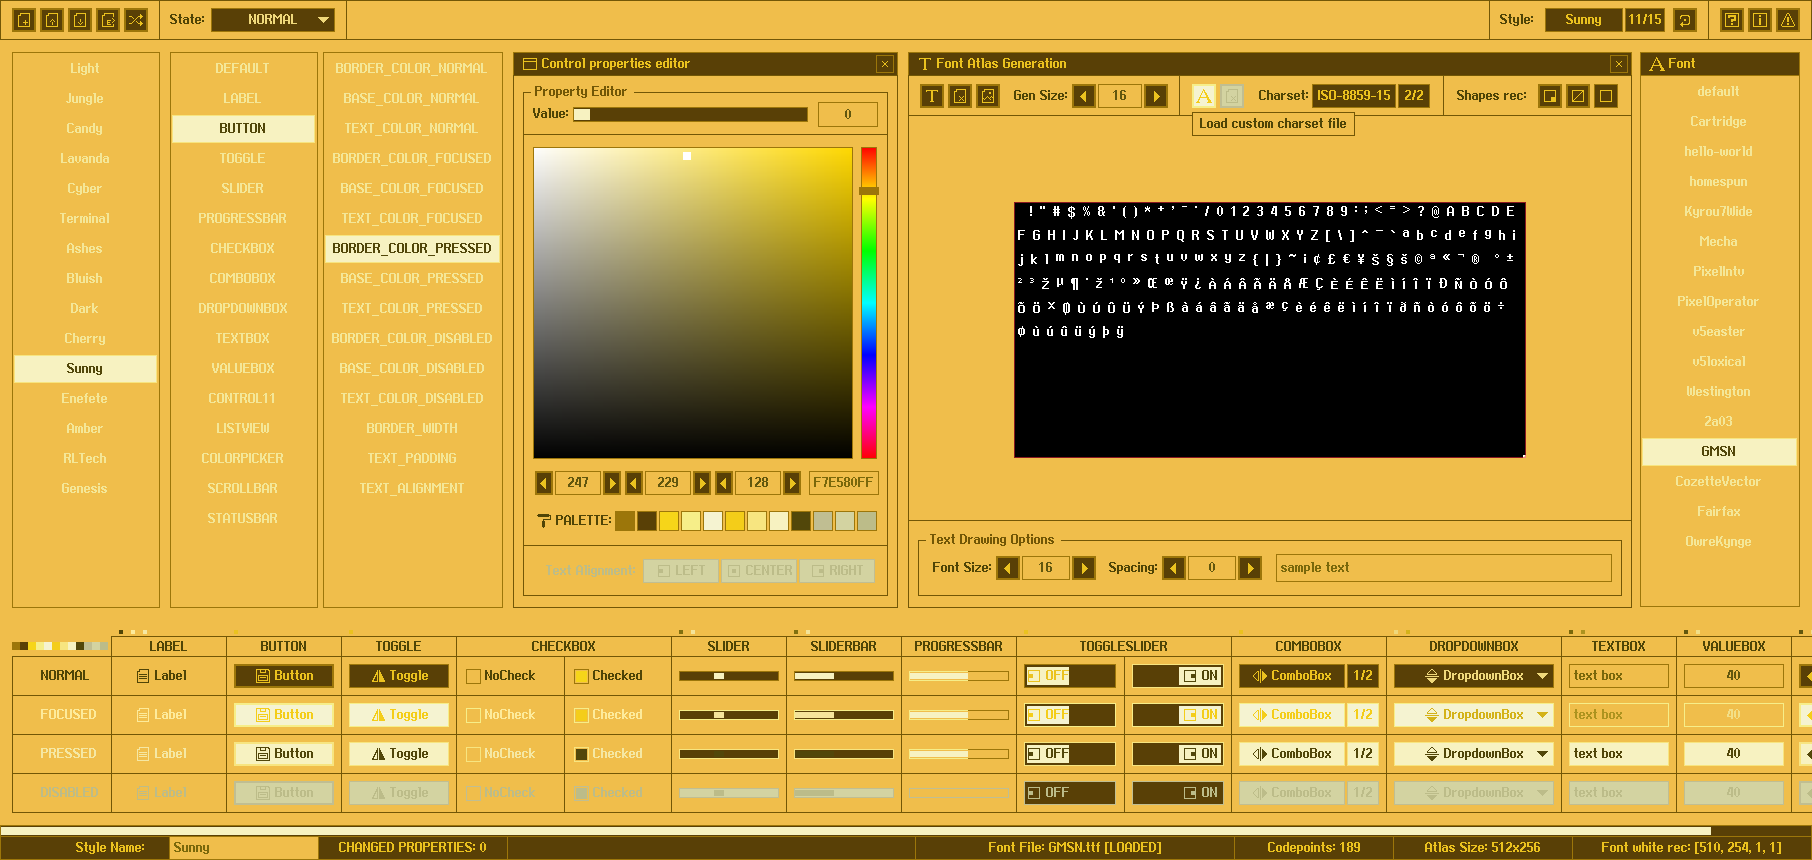 State: NORMAL Style: Sunny 11/15
Light
Jungle
Candy
Lavanda
Cyber
Terminal
Ashes
Bluish
Dark
Cherry
Sunny
Enefete
Amber
RLTech
Genesis
DEFAULT
LABEL
BUTTON
TOGGLE
SLIDER
PROGRESSBAR
CHECKBOX
COMBOBOX
DROPDOWNBOX
TEXTBOX
VALUEBOX
CONTROL11
LISTVIEW
COLORPICKER
SCROLLBAR
STATUSBAR
BORDER_COLOR_NORMAL
BASE_COLOR_NORMAL
TEXT_COLOR_NORMAL
BORDER_COLOR_FOCUSED
BASE_COLOR_FOCUSED
TEXT_COLOR_FOCUSED
BORDER_COLOR_PRESSED
BASE_COLOR_PRESSED
TEXT_COLOR_PRESSED
BORDER_COLOR_DISABLED
BASE_COLOR_DISABLED
TEXT_COLOR_DISABLED
BORDER_WIDTH
TEXT_PADDING
TEXT_ALIGNMENT
Control properties editor
Property Editor
Value: 0
247 229 128 F7E580FF
PALETTE:
Text Alignment: LEFT CENTER RIGHT
Font Atlas Generation
Gen Size: 16 Charset: ISO-8859-15 2/2 Shapes rec:
Load custom charset file
! " # $ % & ' ( ) * + , - . / 0 1 2 3 4 5 6 7 8 9 : ; < = > ? @ A B C D E
F G H I J K L M N O P Q R S T U V W X Y Z [ \ ] ^ _ ` a b c d e f g h i
j k l m n o p q r s t u v w x y z { | } ~ ¡ ¢ £ € ¥ Š § š © ª « ¬ ® ¯ ° ±
² ³ Ž µ ¶ · ž ¹ º » Œ œ Ÿ ¿ À Á Â Ã Ä Å Æ Ç È É Ê Ë Ì Í Î Ï Ð Ñ Ò Ó Ô
Õ Ö × Ø Ù Ú Û Ü Ý Þ ß à á â ã ä å æ ç è é ê ë ì í î ï ð ñ ò ó ô õ ö ÷
ø ù ú û ü ý þ ÿ
Text Drawing Options
Font Size: 16 Spacing: 0 sample text
Font
default
Cartridge
hello-world
homespun
Kyrou7Wide
Mecha
PixelIntv
PixelOperator
v5easter
v5loxical
Westington
2a03
GMSN
CozetteVector
Fairfax
OwreKynge
LABEL BUTTON TOGGLE CHECKBOX SLIDER SLIDERBAR PROGRESSBAR TOGGLESLIDER COMBOBOX DROPDOWNBOX TEXTBOX VALUEBOX
NORMAL Label Button Toggle NoCheck Checked OFF ON ComboBox 1/2 DropdownBox text box 40
FOCUSED Label Button Toggle NoCheck Checked OFF ON ComboBox 1/2 DropdownBox text box 40
PRESSED Label Button Toggle NoCheck Checked OFF ON ComboBox 1/2 DropdownBox text box 40
DISABLED Label Button Toggle NoCheck Checked OFF ON ComboBox 1/2 DropdownBox text box 40
Style Name: Sunny CHANGED PROPERTIES: 0 Font File: GMSN.ttf [LOADED] Codepoints: 189 Atlas Size: 512x256 Font white rec: [510, 254, 1, 1]